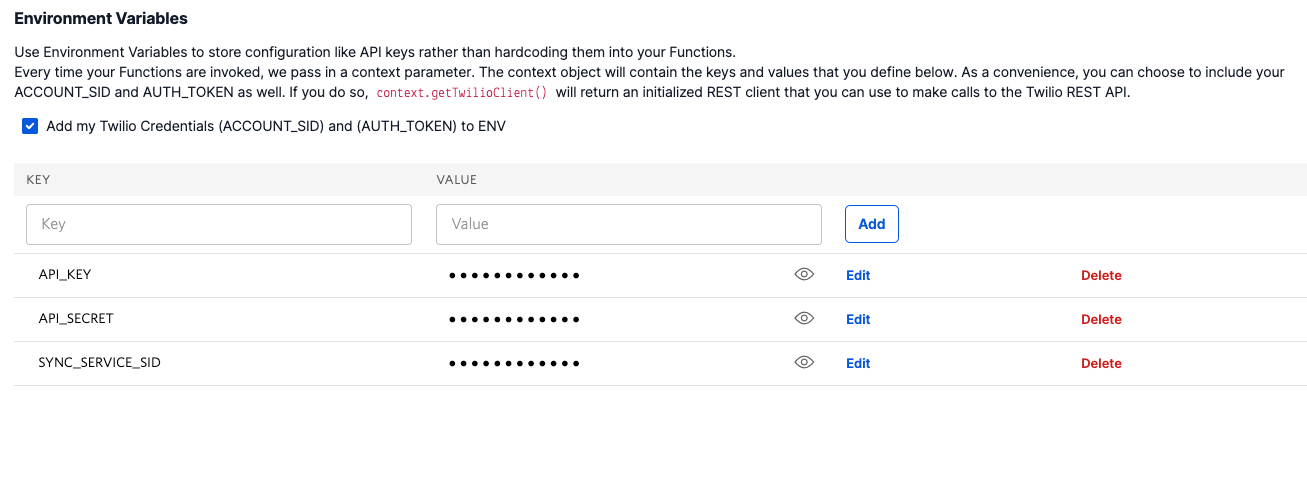 Environment Variables
Use Environment Variables to store configuration like API keys rather than hardcoding them into your Functions.
Every time your Functions are invoked, we pass in a context parameter. The context object will contain the keys and values that you define below. As a convenience, you can choose to include your
ACCOUNT_SID and AUTH_TOKEN as well. If you do so, context.getTwilioClient() will return an initialized REST client that you can use to make calls to the Twilio REST API.
Add my Twilio Credentials (ACCOUNT_SID) and (AUTH_TOKEN) to ENV
KEY VALUE
Key Value Add
API_KEY •••••••••••• Edit Delete
API_SECRET •••••••••••• Edit Delete
SYNC_SERVICE_SID •••••••••••• Edit Delete